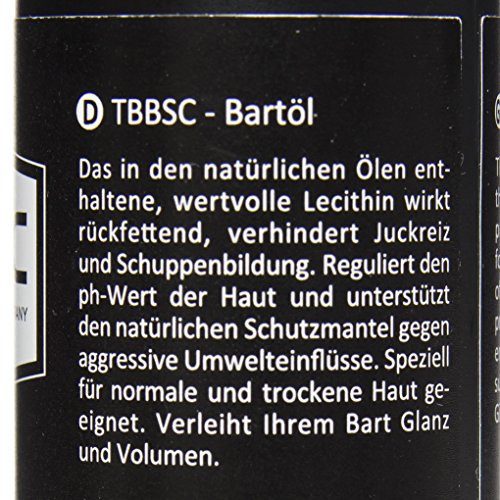 D TBBSC - Bartöl
Das in den natürlichen Ölen ent-
haltene, wertvolle Lecithin wirkt
rückfettend, verhindert Juckreiz
und Schuppenbildung. Reguliert den
ph-Wert der Haut und unterstützt
den natürlichen Schutzmantel gegen
aggressive Umwelteinflüsse. Speziell
für normale und trockene Haut ge-
eignet. Verleiht Ihrem Bart Glanz
und Volumen.